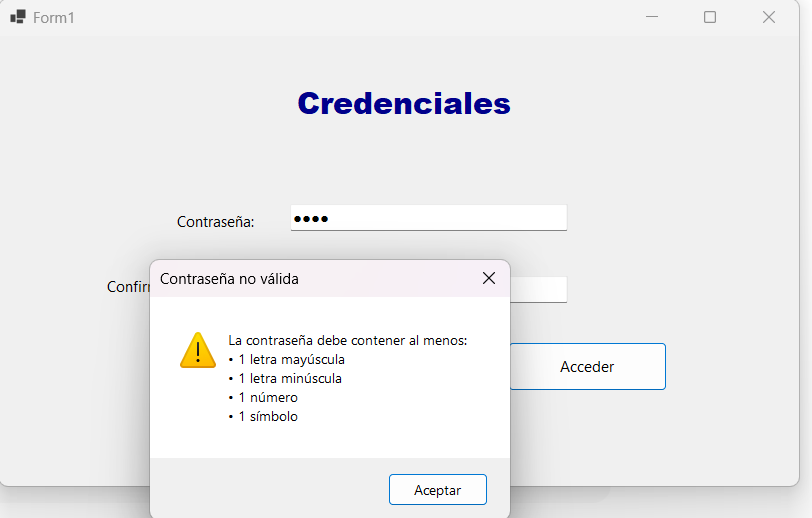 Form1
Credenciales
Contraseña:
Contraseña no válida
La contraseña debe contener al menos:
• 1 letra mayúscula
• 1 letra minúscula
• 1 número
• 1 símbolo
Acceder
Aceptar